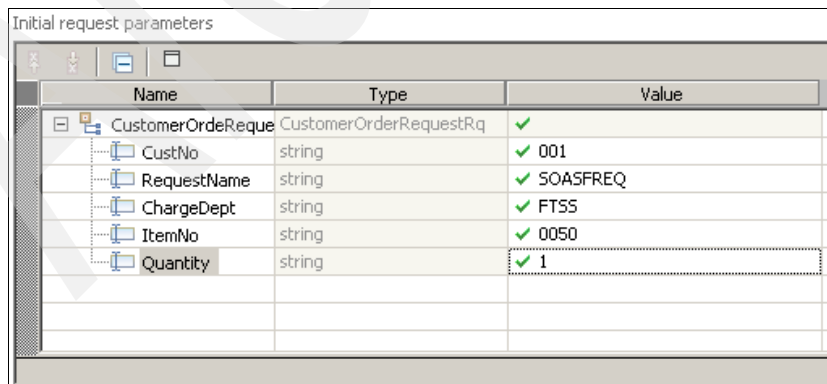 Initial request parameters
Name Type Value
CustomerOrdeReque CustomerOrderRequestRq
CustNo string 001
RequestName string SOASFREQ
ChargeDept string FTSS
ItemNo string 0050
Quantity string 1